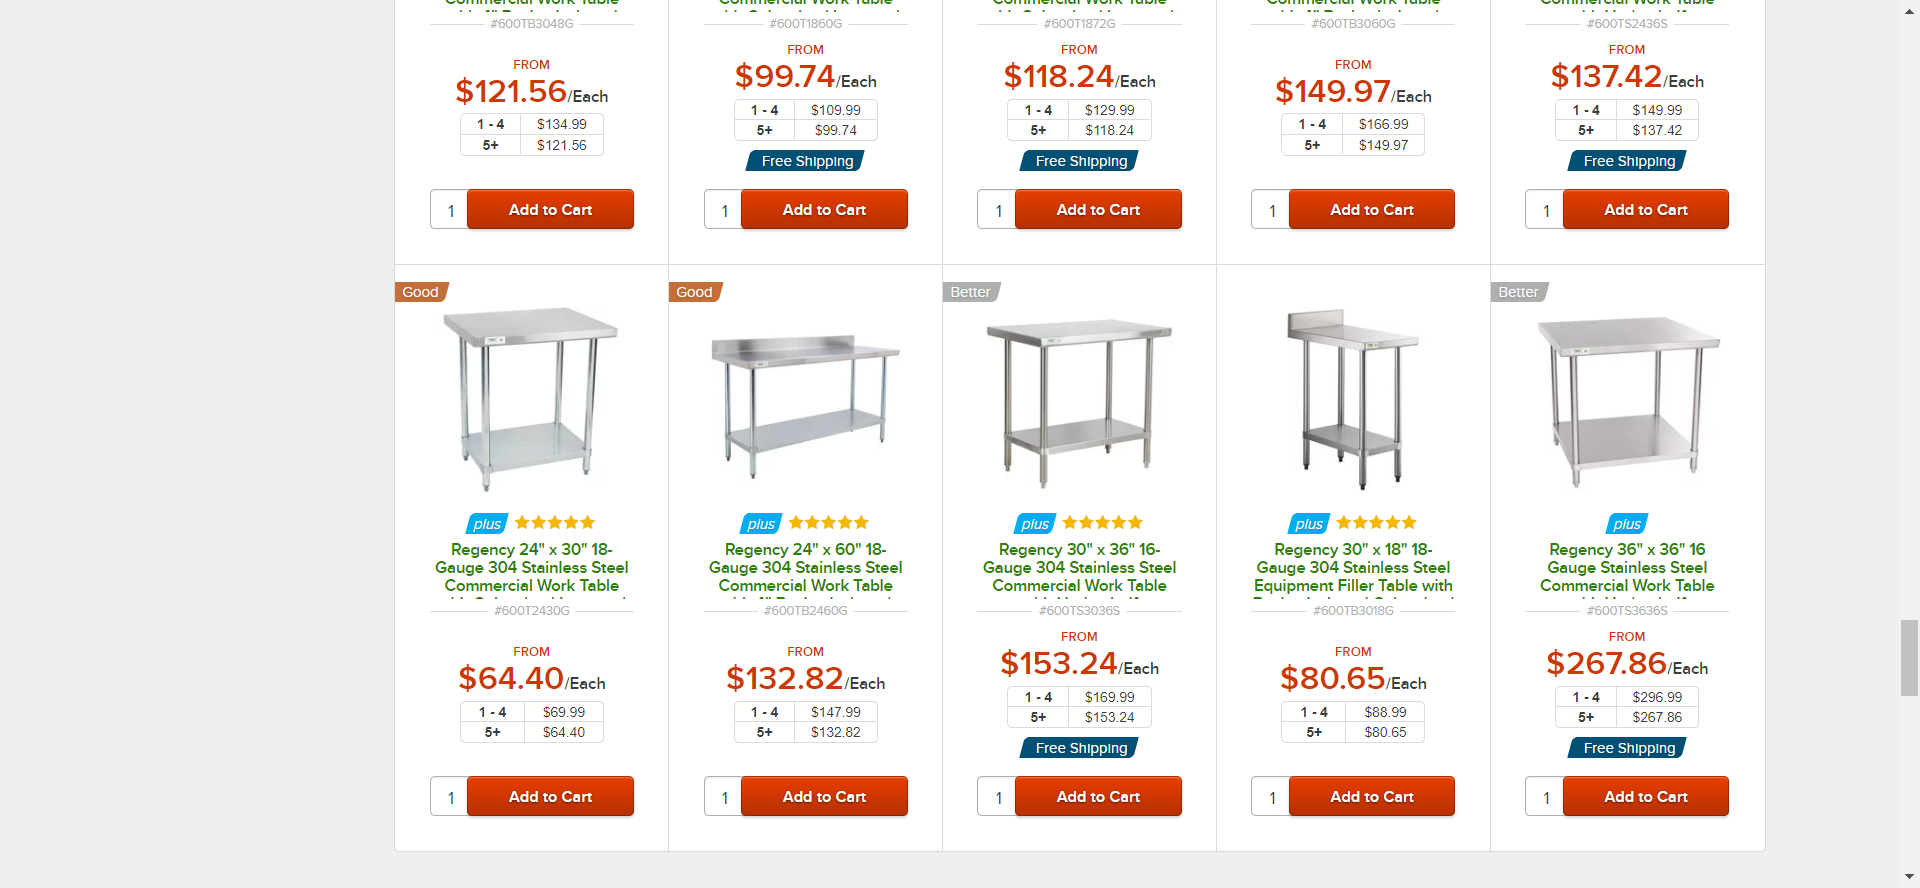 #600TB3048G
FROM
$121.56/Each
1 - 4 $134.99
5+ $121.56
Add to Cart
1
#600T1860G
FROM
$99.74/Each
1 - 4 $109.99
5+ $99.74
Free Shipping
1
Add to Cart
Commercial Work Table
#600T1872G
FROM
$118.24/Each
1 - 4 $129.99
5+ $118.24
Free Shipping
1
Add to Cart
#600TB3060G
FROM
$149.97/Each
1 - 4 $166.99
5+ $149.97
1
Add to Cart
#600TS2436S
FROM
$137.42/Each
1 - 4 $149.99
5+ $137.42
Free Shipping
1
Add to Cart
Good
plus
Regency 24" x 30" 18-
Gauge 304 Stainless Steel
Commercial Work Table
#600T2430G
FROM
$64.40/Each
1 - 4 $69.99
5+ $64.40
1
Add to Cart
Good
plus
Regency 24" x 60" 18-
Gauge 304 Stainless Steel
Commercial Work Table
#600TB2460G
FROM
$132.82/Each
1 - 4 $147.99
5+ $132.82
1
Add to Cart
Better
plus
Regency 30" x 36" 16-
Gauge 304 Stainless Steel
Commercial Work Table
#600TS3036S
FROM
$153.24/Each
1 - 4 $169.99
5+ $153.24
Free Shipping
1
Add to Cart
plus
Regency 30" x 18" 18-
Gauge 304 Stainless Steel
Equipment Filler Table with
#600TB3018G
FROM
$80.65/Each
1 - 4 $88.99
5+ $80.65
1
Add to Cart
Better
plus
Regency 36" x 36" 16
Gauge Stainless Steel
Commercial Work Table
#600TS3636S
FROM
$267.86/Each
1 - 4 $296.99
5+ $267.86
Free Shipping
1
Add to Cart